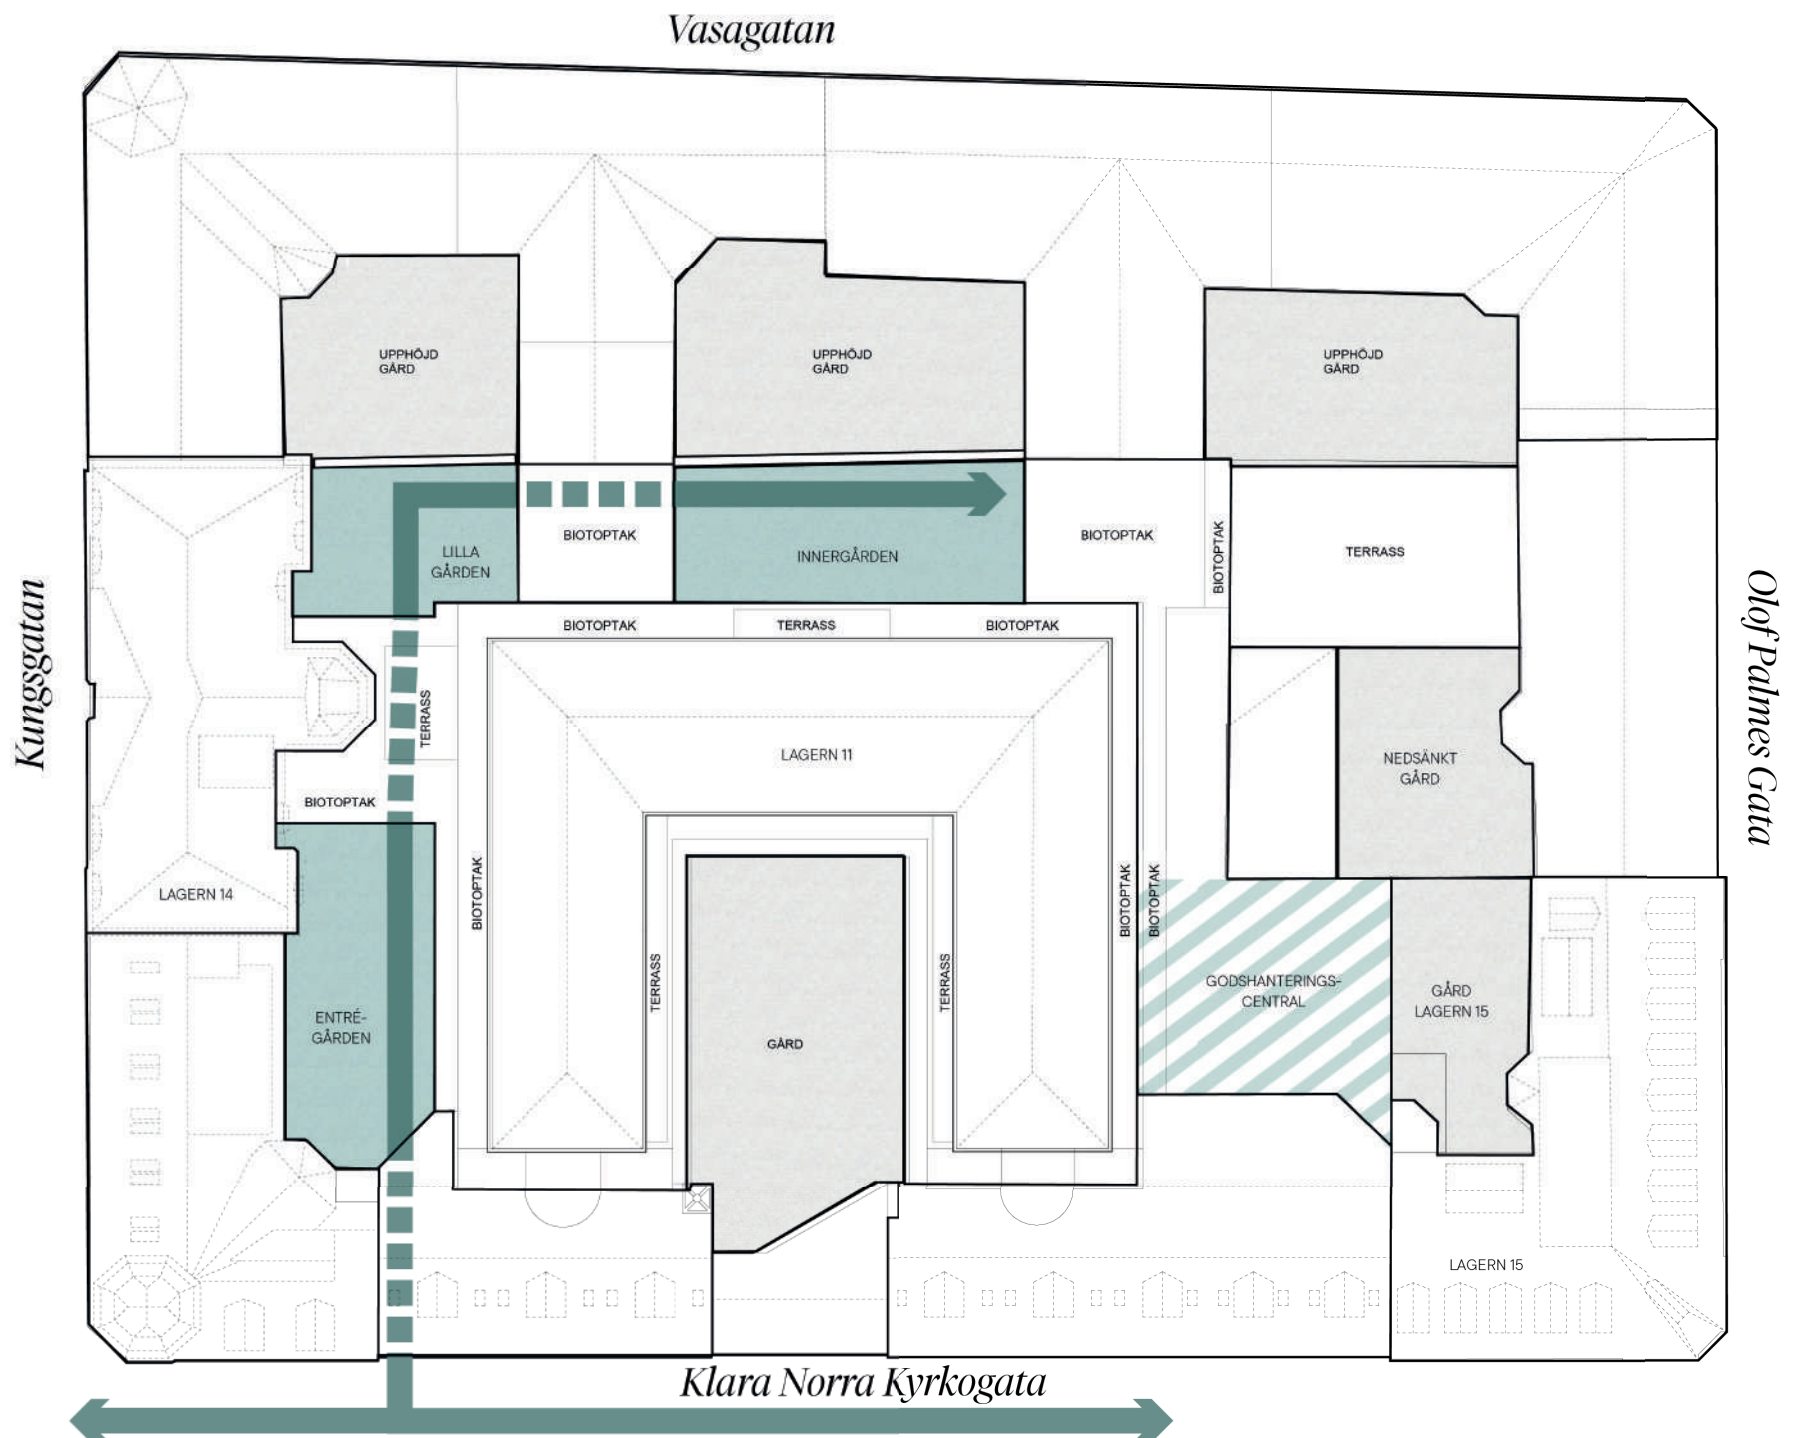 Vasagatan
UPPHÖJD
GÅRD
UPPHÖJD
GÅRD
UPPHÖJD
GÅRD
LILLA
GÅRDEN
BIOTOPTAK
INNERGÅRDEN
BIOTOPTAK
BIOTOPTAK
TERRASS
Kungsgatan
Olof Palmes Gata
BIOTOPTAK
TERRASS
BIOTOPTAK
TERRASS
LAGERN 11
NEDSÄNKT
GÅRD
BIOTOPTAK
LAGERN 14
BIOTOPTAK
BIOTOPTAK
BIOTOPTAK
TERRASS
TERRASS
GODSHANTERINGS-
CENTRAL
GÅRD
LAGERN 15
ENTRÉ-
GÅRDEN
GÅRD
LAGERN 15
Klara Norra Kyrkogata